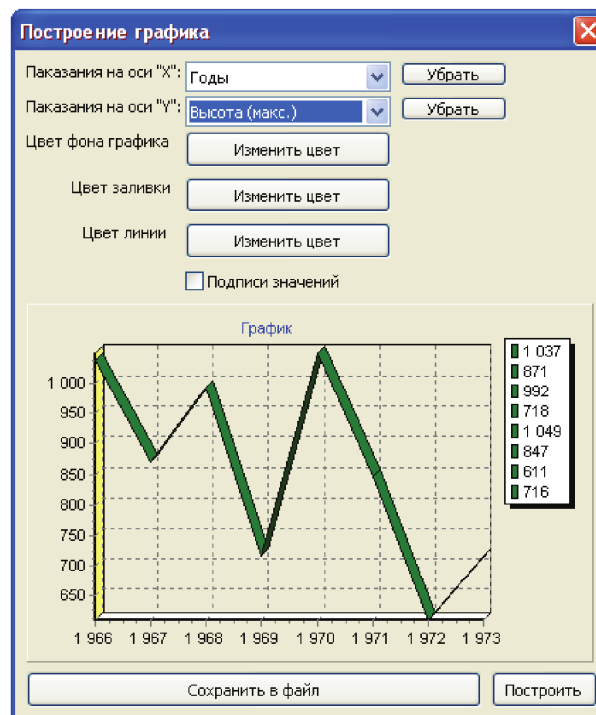 Построение графика
Паказания на оси "X": Годы Убрать
Паказания на оси "Y": Высота (макс.) Убрать
Цвет фона графика Изменить цвет
Цвет заливки Изменить цвет
Цвет линии Изменить цвет
Подписи значений
График
1 037
871
992
718
1 049
847
611
716
1 000
950
900
850
800
750
700
650
1 966 1 967 1 968 1 969 1 970 1 971 1 972 1 973
Сохранить в файл Построить